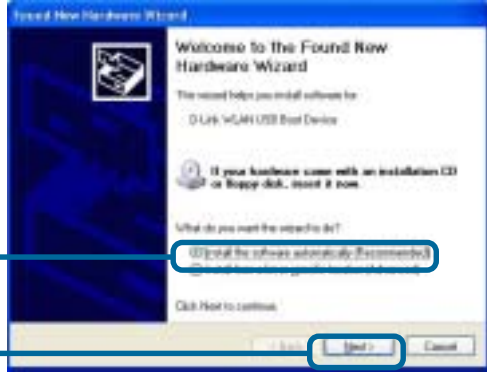 Found New Hardware Wizard
Welcome to the Found New
Hardware Wizard
This wizard helps you install software for:
D-Link WLAN USB Boot Device
If your hardware came with an installation CD
or floppy disk, insert it now.
What do you want the wizard to do?
Install the software automatically (Recommended)
Click Next to continue.
< Back
Next >
Cancel